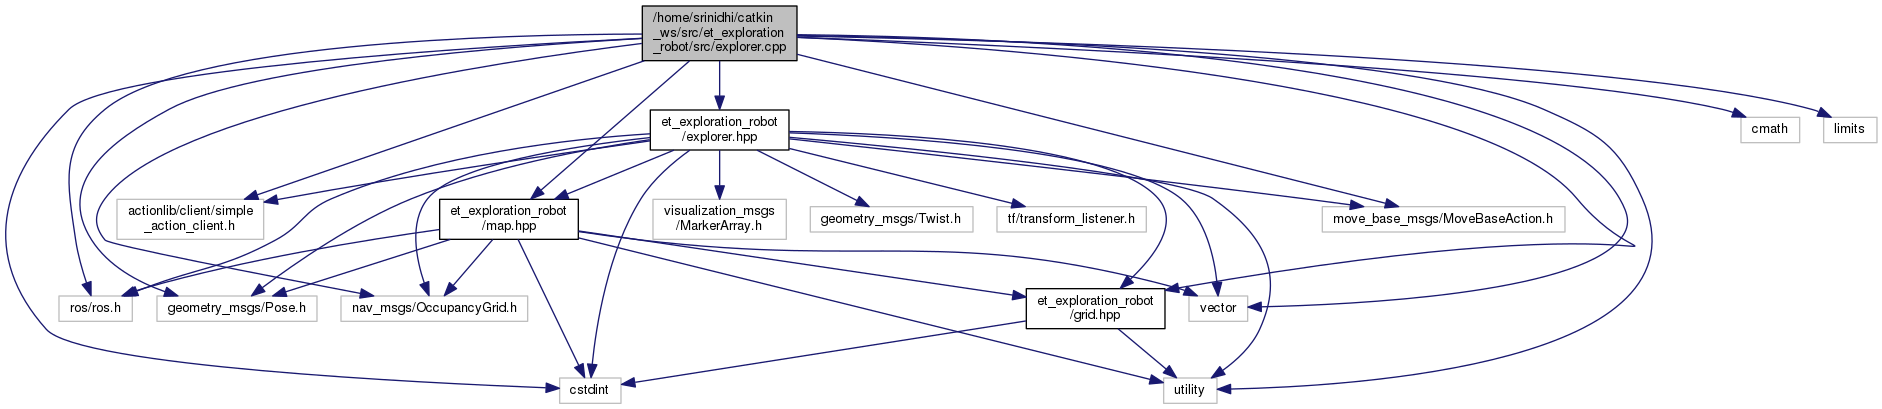 /home/srinidhi/catkin
_ws/src/et_exploration
_robot/src/explorer.cpp
et_exploration_robot
/explorer.hpp
cmath
limits
actionlib/client/simple
_action_client.h
et_exploration_robot
/map.hpp
visualization_msgs
/MarkerArray.h
geometry_msgs/Twist.h
tf/transform_listener.h
move_base_msgs/MoveBaseAction.h
ros/ros.h
geometry_msgs/Pose.h
nav_msgs/OccupancyGrid.h
et_exploration_robot
/grid.hpp
vector
cstdint
utility